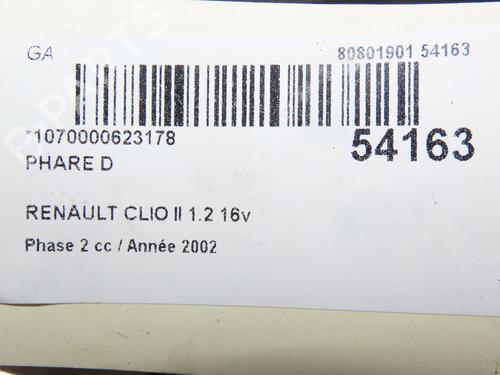 GA 80801901 54163
*1070000623178 54163
PHARE D
RENAULT CLIO II 1.2 16v
Phase 2 cc / Année 2002